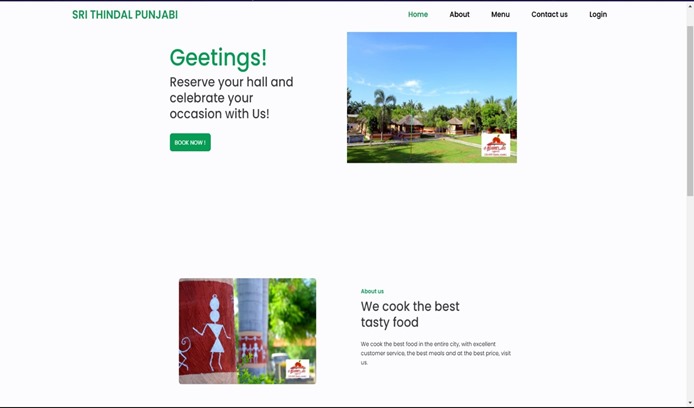 SRI THINDAL PUNJABI
Home About Menu Contact us Login
Geetings!
Reserve your hall and
celebrate your
occasion with Us!
BOOK NOW !
About us
We cook the best
tasty food
We cook the best food in the entire city, with excellent
customer service, the best meals and at the best price, visit
us.